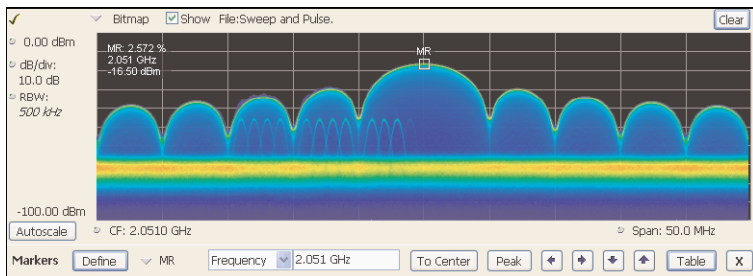 Bitmap Show File:Sweep and Pulse. Clear
0.00 dBm
dB/div:
10.0 dB
RBW:
500 kHz
MR: 2.572 %
2.051 GHz
-16.50 dBm
MR
-100.00 dBm
Autoscale CF: 2.0510 GHz Span: 50.0 MHz
Markers Define MR Frequency 2.051 GHz To Center Peak Table X